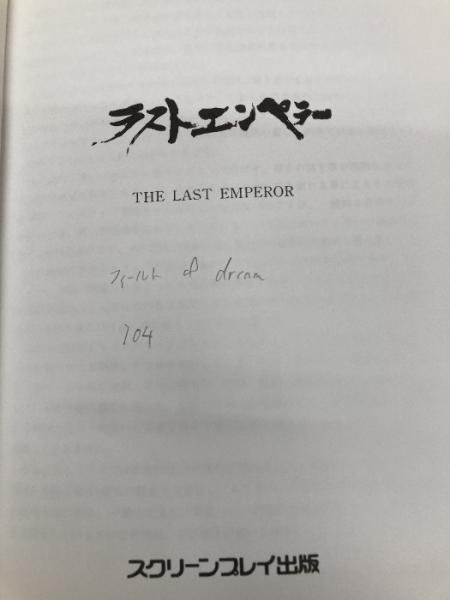 ラストエンペラー
THE LAST EMPEROR
フィールド of dream
104
スクリーンプレイ出版